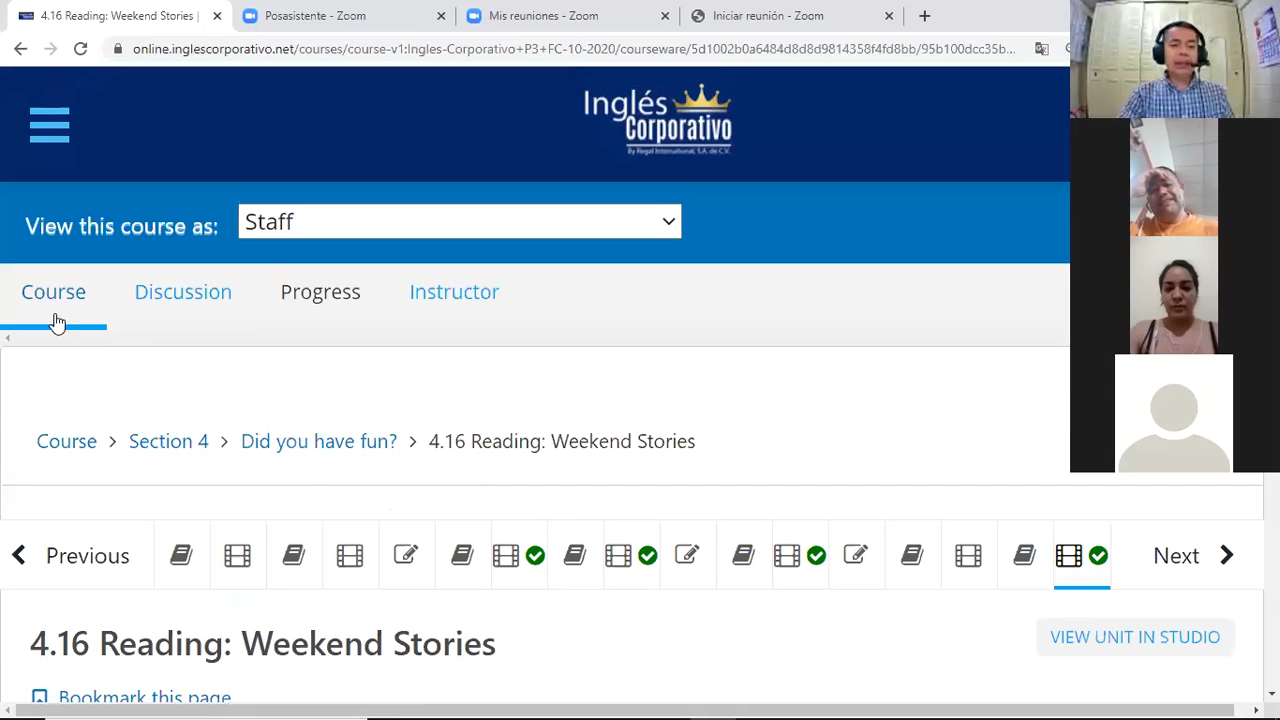 4.16 Reading: Weekend Stories |
Posasistente - Zoom
Mis reuniones - Zoom
Iniciar reunión - Zoom
online.inglescorporativo.net/courses/course-v1:Ingles-Corporativo+P3+FC-10-2020/courseware/5d1002b0a6484d8d8d9814358f4fd8bb/95b100dcc35b...
Inglés
Corporativo
By Regal International, S.A. de C.V.
View this course as:
Staff
Course
Discussion
Progress
Instructor
Course > Section 4 > Did you have fun? > 4.16 Reading: Weekend Stories
Previous
Next
4.16 Reading: Weekend Stories
VIEW UNIT IN STUDIO
Bookmark this page